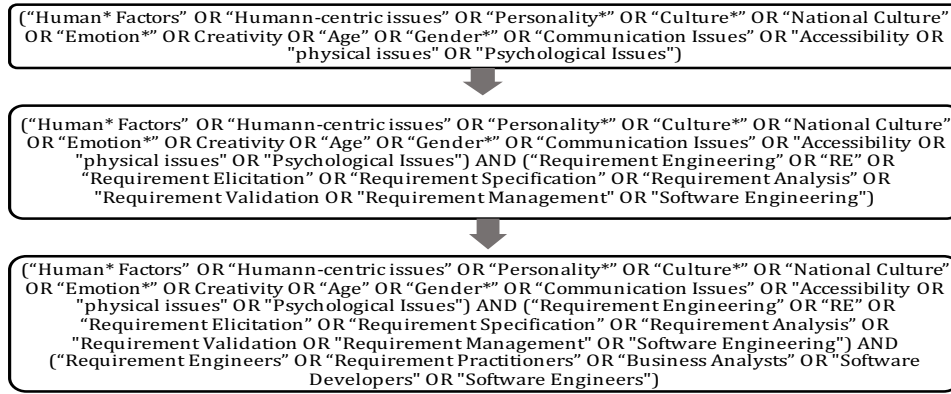 (“Human* Factors” OR “Humann-centric issues” OR “Personality*” OR “Culture*” OR “National Culture”
OR “Emotion*” OR Creativity OR “Age” OR “Gender*” OR “Communication Issues” OR "Accessibility OR
"physical issues" OR "Psychological Issues")
(“Human* Factors” OR “Humann-centric issues” OR “Personality*” OR “Culture*” OR “National Culture”
OR “Emotion*” OR Creativity OR “Age” OR “Gender*” OR “Communication Issues” OR "Accessibility OR
"physical issues" OR "Psychological Issues") AND (“Requirement Engineering” OR “RE” OR
“Requirement Elicitation” OR “Requirement Specification” OR “Requirement Analysis” OR
"Requirement Validation OR "Requirement Management" OR "Software Engineering")
(“Human* Factors” OR “Humann-centric issues” OR “Personality*” OR “Culture*” OR “National Culture”
OR “Emotion*” OR Creativity OR “Age” OR “Gender*” OR “Communication Issues” OR "Accessibility OR
"physical issues" OR "Psychological Issues") AND (“Requirement Engineering” OR “RE” OR
“Requirement Elicitation” OR “Requirement Specification” OR “Requirement Analysis” OR
"Requirement Validation OR "Requirement Management" OR "Software Engineering") AND
(“Requirement Engineers” OR “Requirement Practitioners” OR “Business Analysts” OR "Software
Developers" OR "Software Engineers")